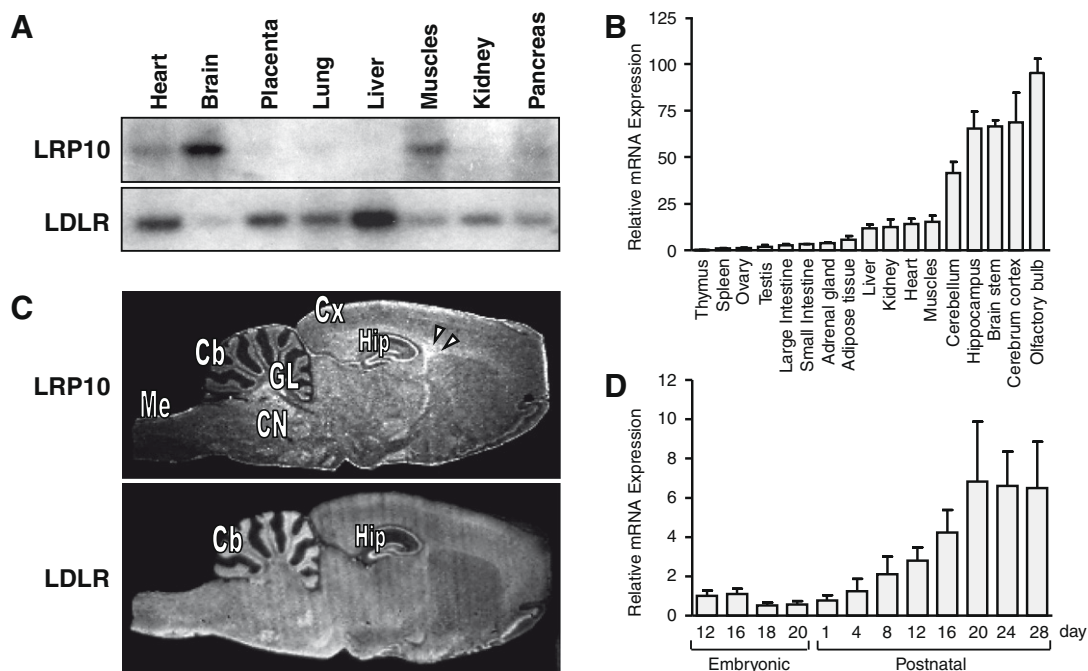 A
Heart
Brain
Placenta
Lung
Liver
Muscles
Kidney
Pancreas
LRP10
LDLR
B
Relative mRNA Expression
125
100
75
50
25
0
Thymus
Spleen
Ovary
Testis
Large Intestine
Small Intestine
Adrenal gland
Adipose tissue
Liver
Kidney
Heart
Muscles
Cerebellum
Hippocampus
Brain stem
Cerebrum cortex
Olfactory bulb
C
LRP10
Cx
Hip
Cb
GL
Me
CN
LDLR
Cb
Hip
D
Relative mRNA Expression
12
10
8
6
4
2
0
12 16 18 20 1 4 8 12 16 20 24 28 day
Embryonic Postnatal